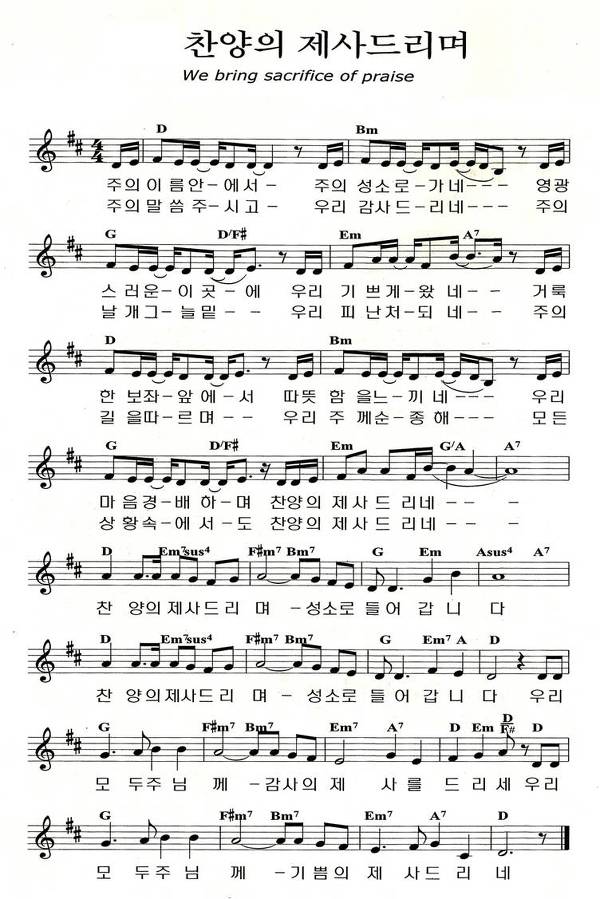 찬양의 제사드리며
We bring sacrifice of praise
D Bm
주의이름안-에서- 주의 성소로-가네--- 영광
주의말씀주-시고- 우리 감사드-리네--- 주의
G D/F# Em A7
스러운-이곳-에 우리 기쁘게-왔네- 거룩
날개그-늘밑-- 우리 피난처-되네- 주의
D Bm
한보좌-앞에-서 따뜻함을느-끼네--- 우리
길을따르-며-- 우리주께순-종해--- 모든
G D/F# Em G/A A7
마음경-배하-며 찬양의 제사드리네---
상황속-에서-도 찬양의 제사드리네---
D Em7sus4 F#m7 Bm7 G Em Asus4 A7
찬 양의제사드리 며-성소로들어 갑니 다
D Em7sus4 F#m7 Bm7 G Em7 A D
찬 양의제사드리 며-성소로들어 갑니 다 우리
G F#m7 Bm7 Em7 A7 D Em D/F#
모 두주님 께-감사의제 사를 드리세우리
G F#m7 Bm7 Em7 A7 D
모 두주님 께-기쁨의제 사드리 네